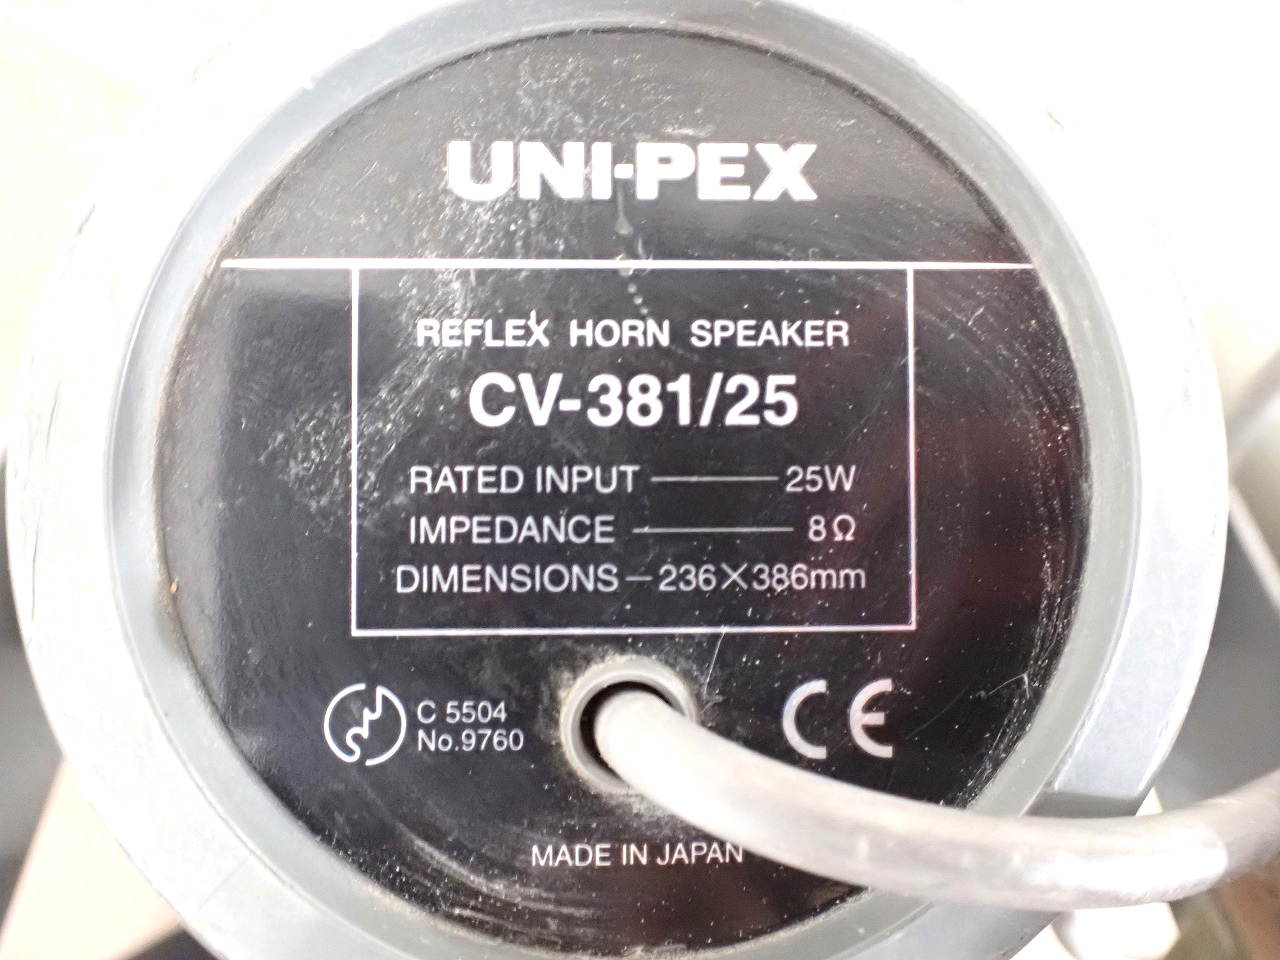 UNI-PEX
REFLEX HORN SPEAKER
CV-381/25
RATED INPUT — 25W
IMPEDANCE — 8Ω
DIMENSIONS — 236×386mm
C 5504
No.9760
CE
MADE IN JAPAN